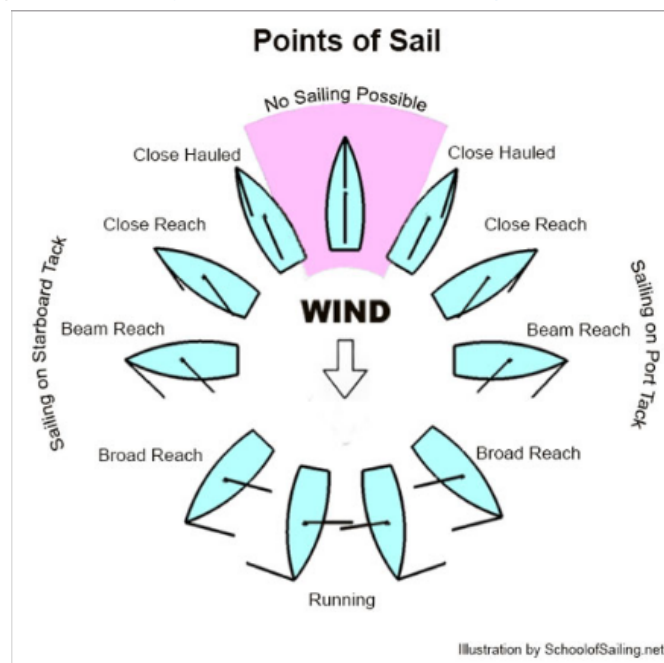 Points of Sail
No Sailing Possible
Close Hauled
Close Hauled
Close Reach
Close Reach
Sailing on Starboard Tack
Sailing on Port Tack
WIND
Beam Reach
Beam Reach
Broad Reach
Broad Reach
Running
Illustration by SchoolofSailing.net